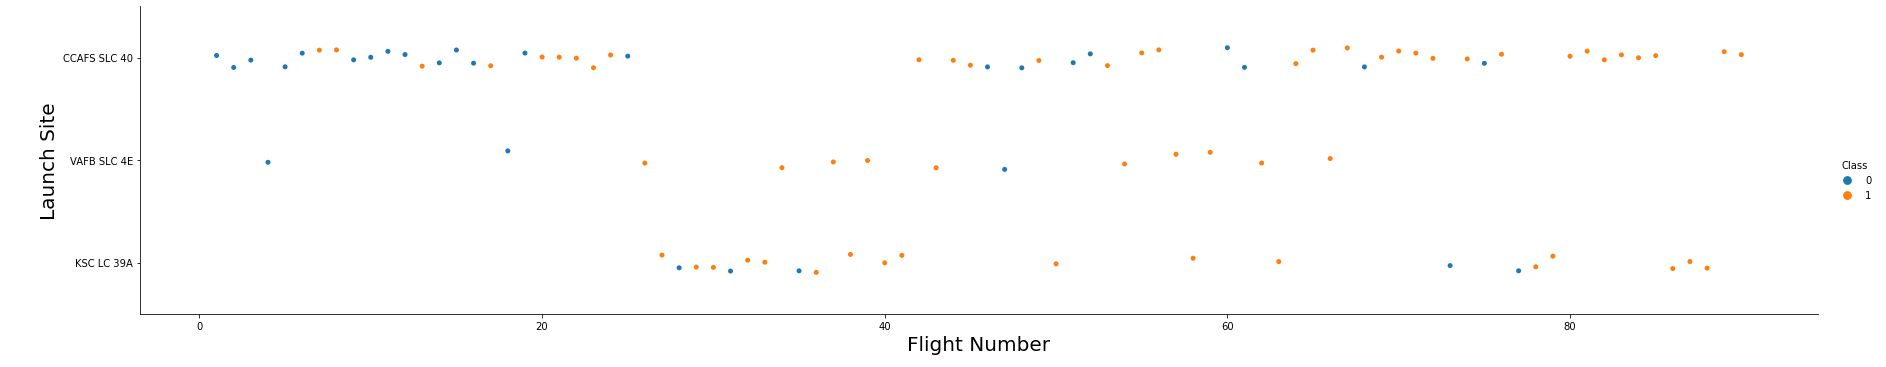 CCAFS SLC 40
VAFB SLC 4E
KSC LC 39A
Launch Site
0 20 40 60 80
Flight Number
Class
0
1